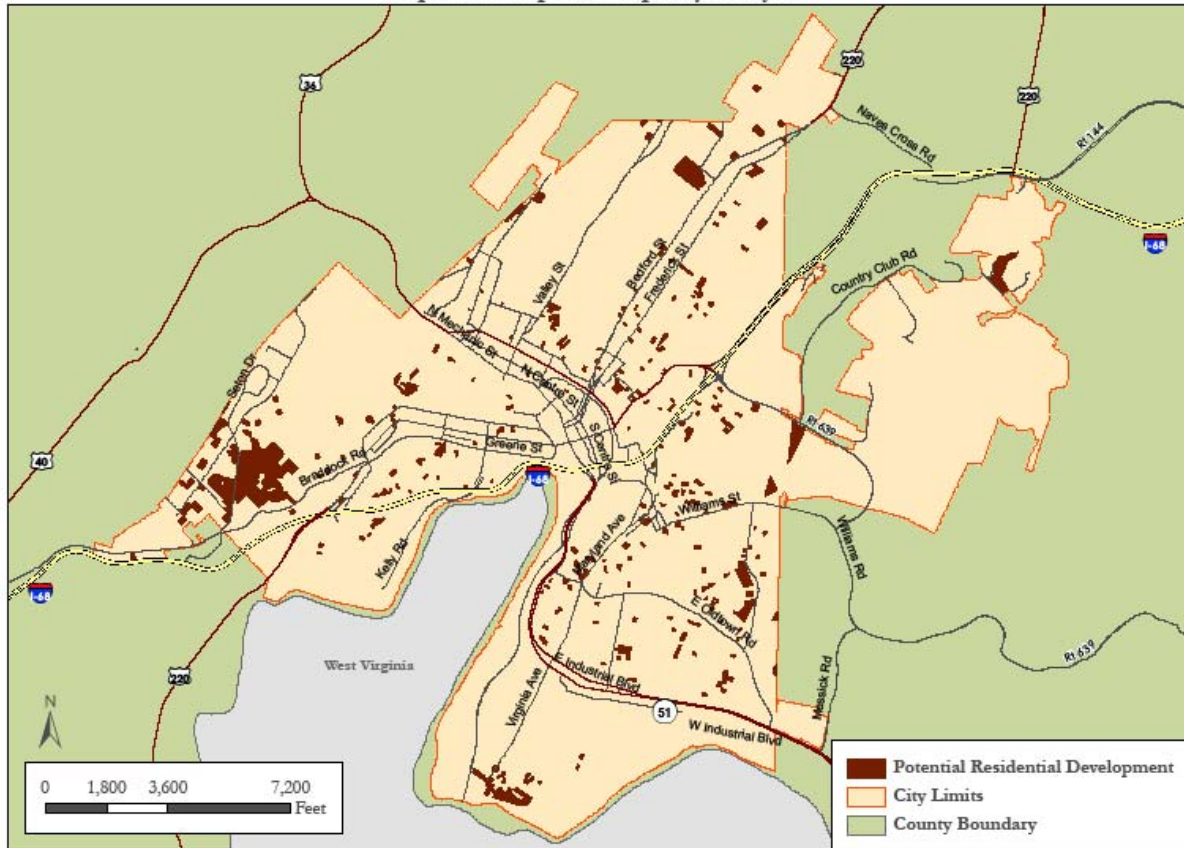 220
36
220
Naves Cross Rd
Rt 144
I-68
Country Club Rd
Bedford St
Frederick St
Valley St
N Mechanic St
N Centre St
Seton Dr
Rt 639
Greene St
S Centre St
40
Braddock Rd
I-68
Williams St
Maryland Ave
Kelly Rd
Williams Rd
I-68
E Oldtown Rd
West Virginia
Rt 639
220
E Industrial Blvd
Messick Rd
Virginia Ave
51
W Industrial Blvd
N
0 1,800 3,600 7,200
Feet
Potential Residential Development
City Limits
County Boundary